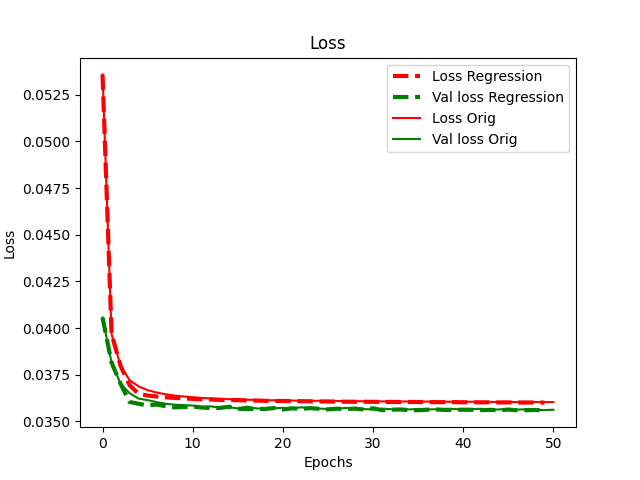 Loss
Loss Regression
Val loss Regression
Loss Orig
Val loss Orig
0.0525
0.0500
0.0475
0.0450
0.0425
0.0400
0.0375
0.0350
Loss
0 10 20 30 40 50
Epochs